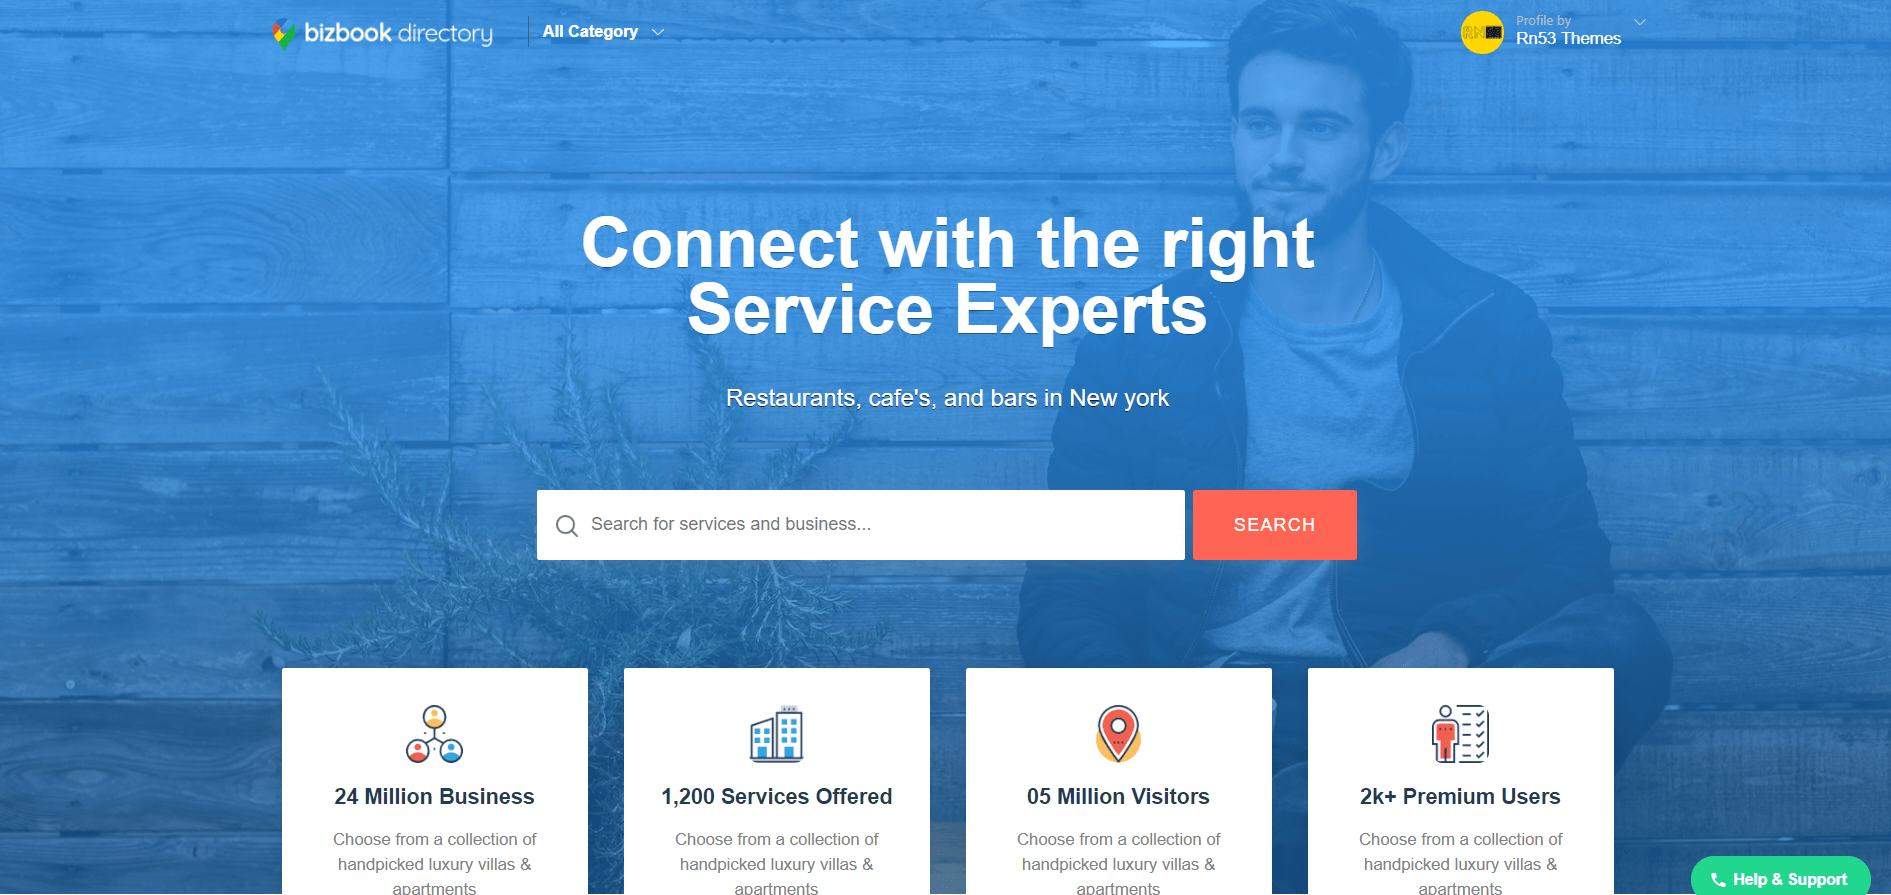 bizbook directory
All Category
Profile by
Rn53 Themes
Connect with the right
Service Experts
Restaurants, cafe's, and bars in New york
Search for services and business...
SEARCH
24 Million Business
Choose from a collection of
handpicked luxury villas &
apartments
1,200 Services Offered
Choose from a collection of
handpicked luxury villas &
apartments
05 Million Visitors
Choose from a collection of
handpicked luxury villas &
apartments
2k+ Premium Users
Choose from a collection of
handpicked luxury villas &
apartments
Help & Support